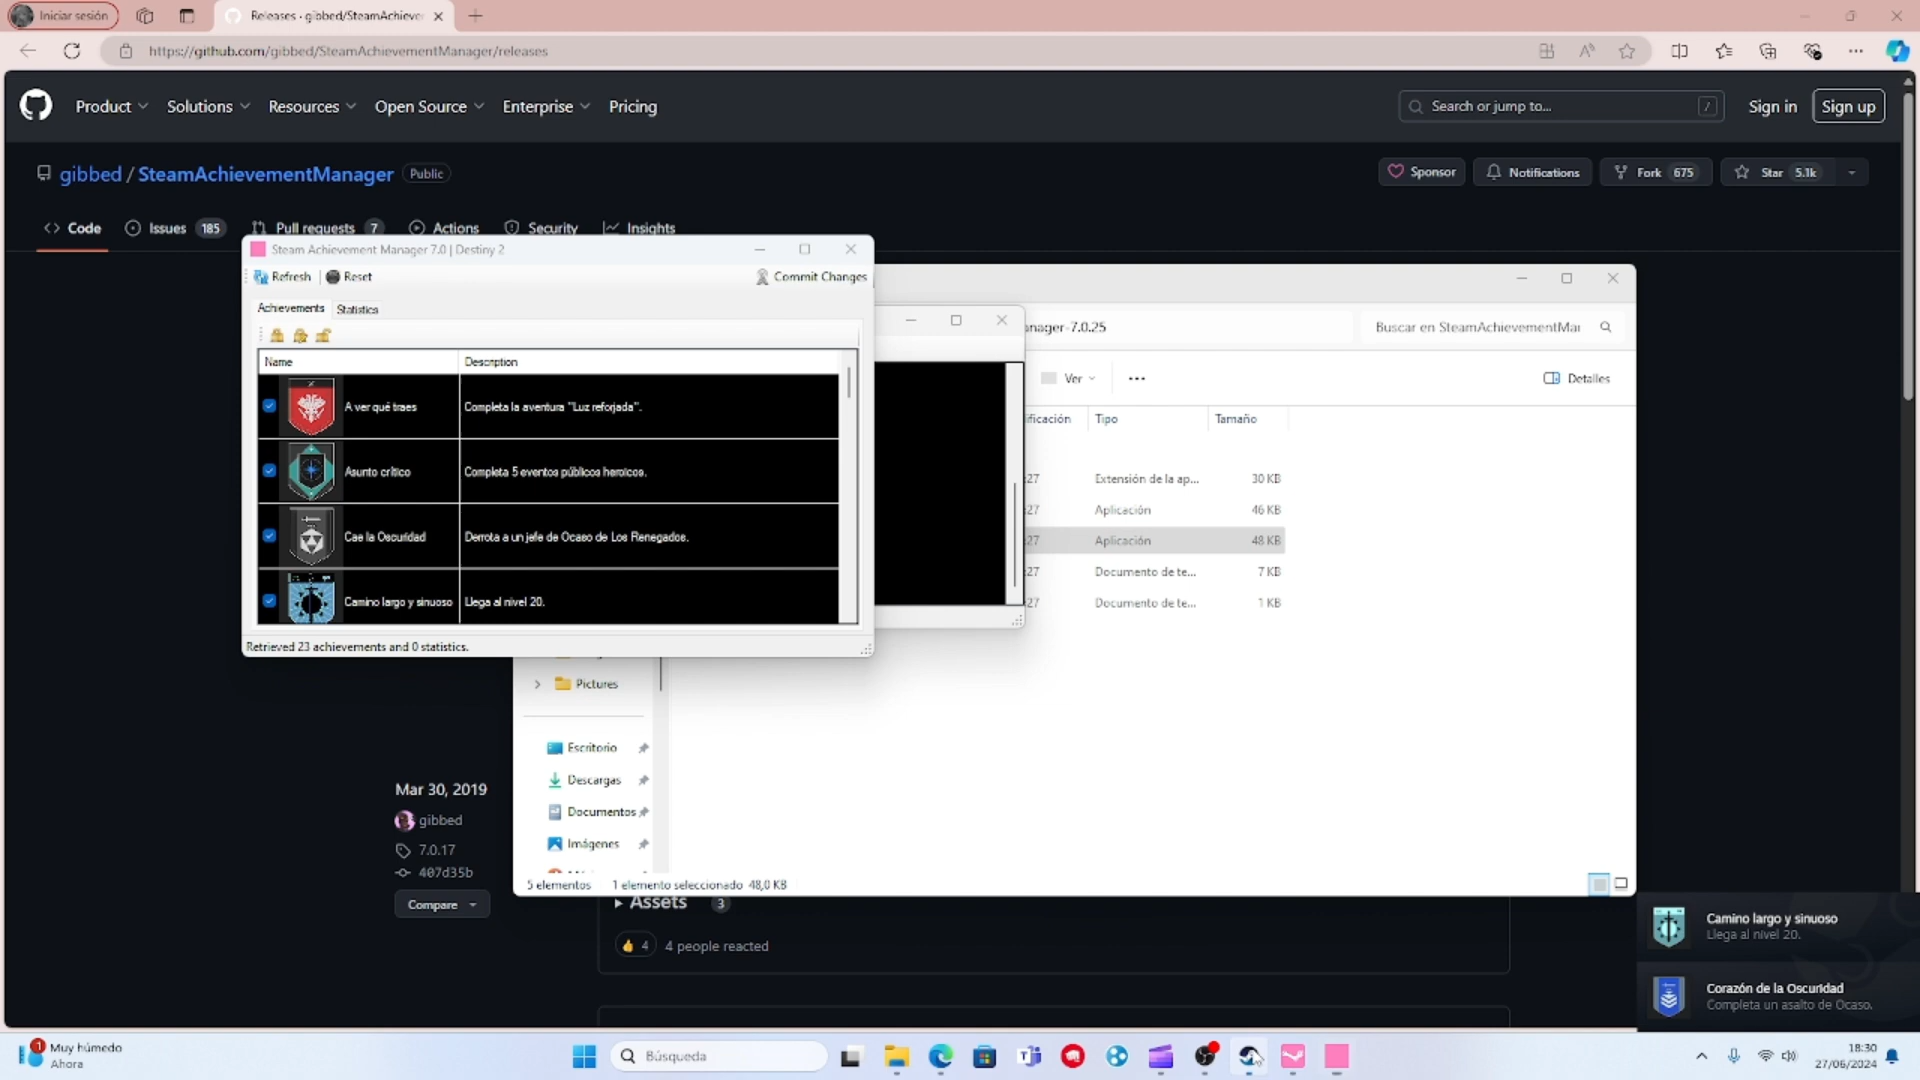 Iniciar sesión
Releases · gibbed/SteamAchieve
https://github.com/gibbed/SteamAchievementManager/releases
Product Solutions Resources Open Source Enterprise Pricing
Search or jump to... /
Sign in
Sign up
gibbed / SteamAchievementManager Public
Sponsor
Notifications
Fork 675
Star 5.1k
Code
Issues 185
Pull requests 7
Actions
Security
Insights
Steam Achievement Manager 7.0 | Destiny 2
Refresh
Reset
Commit Changes
Achievements
Statistics
Name
Description
A ver qué traes
Completa la aventura "Luz reforjada".
Asunto crítico
Completa 5 eventos públicos heroicos.
Cae la Oscuridad
Derrota a un jefe de Ocaso de Los Renegados.
Camino largo y sinuoso
Llega al nivel 20.
Retrieved 23 achievements and 0 statistics.
anager-7.0.25
Buscar en SteamAchievementMai
Ver
Detalles
ificación
Tipo
Tamaño
:27 Extensión de la ap... 30 KB
:27 Aplicación 46 KB
:27 Aplicación 48 KB
:27 Documento de te... 7 KB
:27 Documento de te... 1 KB
Pictures
Escritorio
Descargas
Documentos
Imágenes
5 elementos
1 elemento seleccionado 48,0 KB
Mar 30, 2019
gibbed
7.0.17
407d35b
Compare
Assets 3
4
4 people reacted
Camino largo y sinuoso
Llega al nivel 20.
Corazón de la Oscuridad
Completa un asalto de Ocaso.
1
Muy húmedo
Ahora
Búsqueda
18:30
27/06/2024